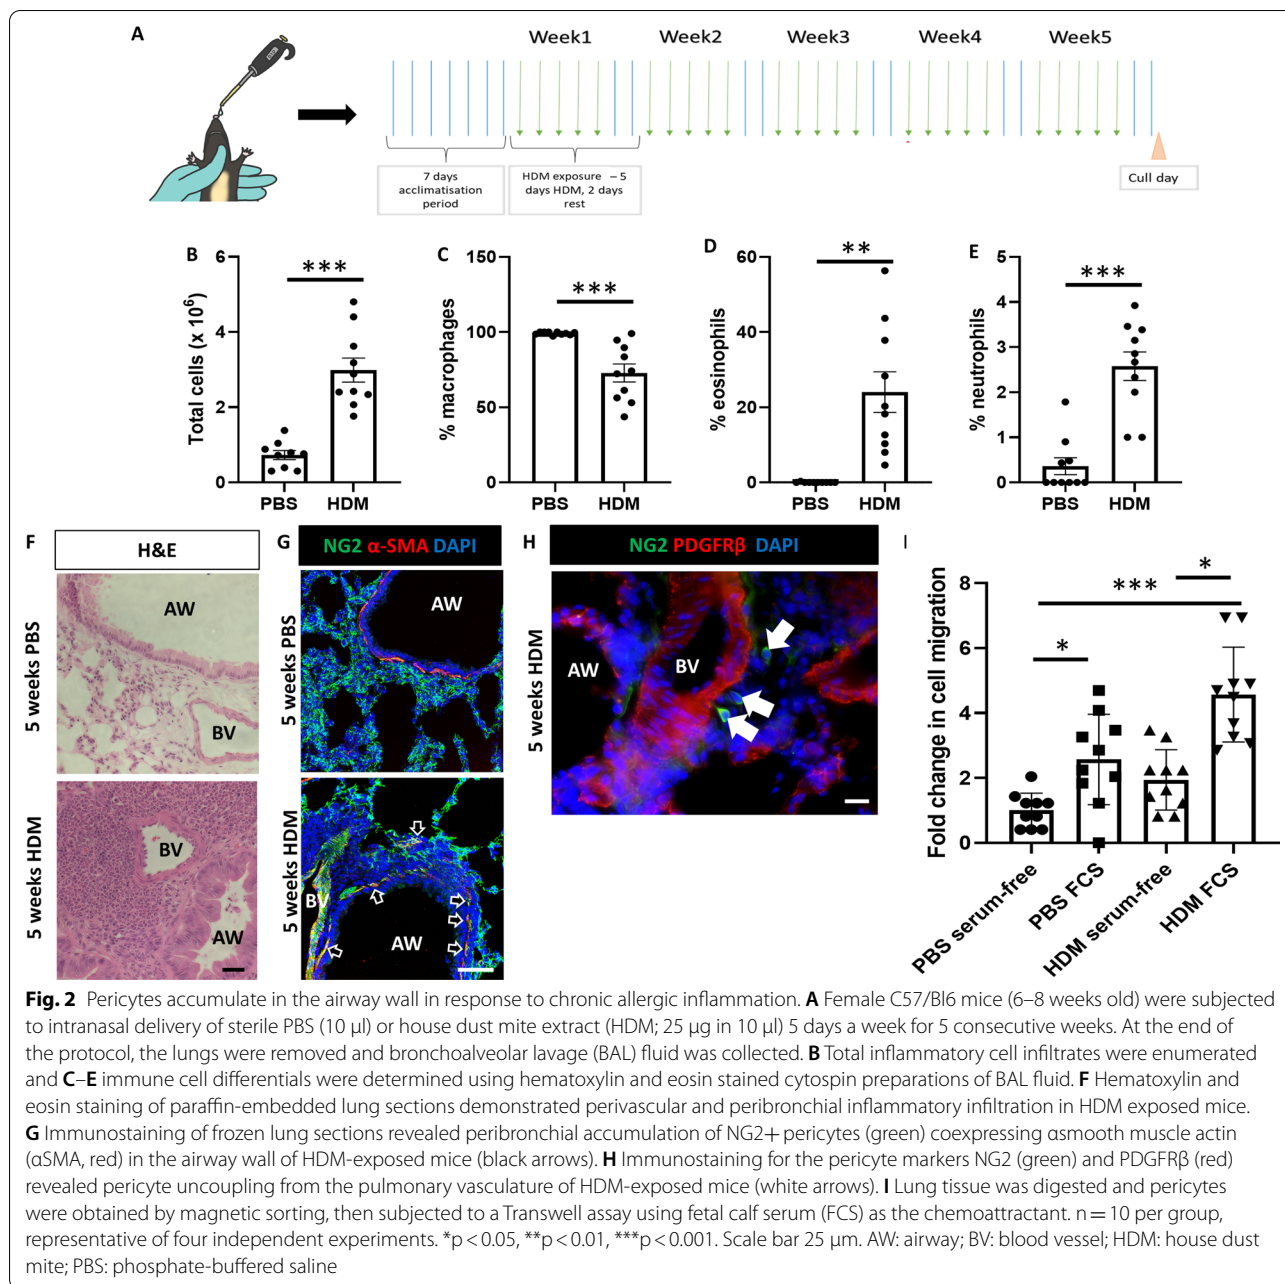 A
Week1 Week2 Week3 Week4 Week5
7 days
acclimatisation
period
HDM exposure – 5
days HDM, 2 days
rest
Cull day
B
Total cells (x 10⁶)
6
4
2
0
***
PBS HDM
C
% macrophages
150
100
50
0
***
PBS HDM
D
% eosinophils
60
40
20
0
**
PBS HDM
E
% neutrophils
5
4
3
2
1
0
***
PBS HDM
F
H&E
5 weeks PBS
AW
BV
5 weeks HDM
BV
AW
G
NG2 α-SMA DAPI
5 weeks PBS
AW
5 weeks HDM
BV
AW
H
NG2 PDGFRβ DAPI
5 weeks HDM
AW
BV
I
Fold change in cell migration
8
6
4
2
0
*
***
*
PBS serum-free
PBS FCS
HDM serum-free
HDM FCS
Fig. 2 Pericytes accumulate in the airway wall in response to chronic allergic inflammation. A Female C57/Bl6 mice (6–8 weeks old) were subjected
to intranasal delivery of sterile PBS (10 µl) or house dust mite extract (HDM; 25 µg in 10 µl) 5 days a week for 5 consecutive weeks. At the end of
the protocol, the lungs were removed and bronchoalveolar lavage (BAL) fluid was collected. B Total inflammatory cell infiltrates were enumerated
and C–E immune cell differentials were determined using hematoxylin and eosin stained cytospin preparations of BAL fluid. F Hematoxylin and
eosin staining of paraffin-embedded lung sections demonstrated perivascular and peribronchial inflammatory infiltration in HDM exposed mice.
G Immunostaining of frozen lung sections revealed peribronchial accumulation of NG2+ pericytes (green) coexpressing αsmooth muscle actin
(αSMA, red) in the airway wall of HDM-exposed mice (black arrows). H Immunostaining for the pericyte markers NG2 (green) and PDGFRβ (red)
revealed pericyte uncoupling from the pulmonary vasculature of HDM-exposed mice (white arrows). I Lung tissue was digested and pericytes
were obtained by magnetic sorting, then subjected to a Transwell assay using fetal calf serum (FCS) as the chemoattractant. n = 10 per group,
representative of four independent experiments. *p < 0.05, **p < 0.01, ***p < 0.001. Scale bar 25 µm. AW: airway; BV: blood vessel; HDM: house dust
mite; PBS: phosphate-buffered saline